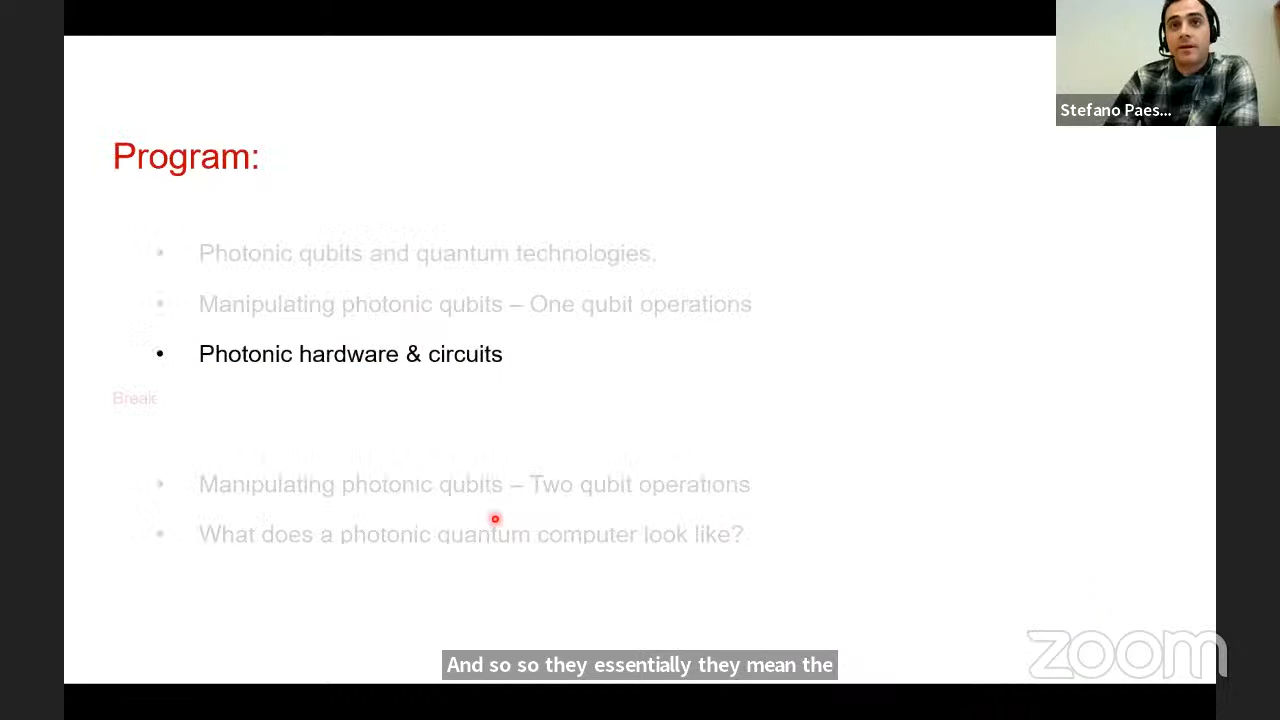 Stefano Paes...
Program:
• Photonic qubits and quantum technologies.
• Manipulating photonic qubits – One qubit operations
• Photonic hardware & circuits
Break
• Manipulating photonic qubits – Two qubit operations
• What does a photonic quantum computer look like?
zoom
And so so they essentially they mean the